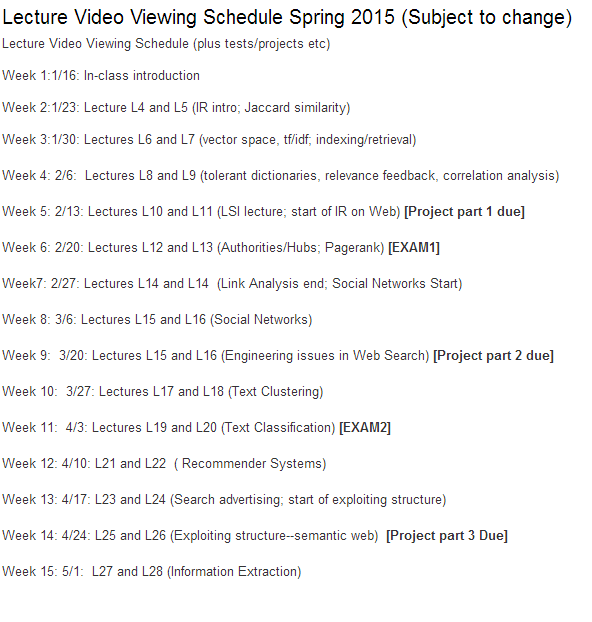 Lecture Video Viewing Schedule Spring 2015 (Subject to change)
Lecture Video Viewing Schedule (plus tests/projects etc)
Week 1:1/16: In-class introduction
Week 2:1/23: Lecture L4 and L5 (IR intro; Jaccard similarity)
Week 3:1/30: Lectures L6 and L7 (vector space, tf/idf; indexing/retrieval)
Week 4: 2/6:  Lectures L8 and L9 (tolerant dictionaries, relevance feedback, correlation analysis)
Week 5: 2/13: Lectures L10 and L11 (LSI lecture; start of IR on Web) [Project part 1 due]
Week 6: 2/20: Lectures L12 and L13 (Authorities/Hubs; Pagerank) [EXAM1]
Week7: 2/27: Lectures L14 and L14  (Link Analysis end; Social Networks Start)
Week 8: 3/6: Lectures L15 and L16 (Social Networks)
Week 9:  3/20: Lectures L15 and L16 (Engineering issues in Web Search) [Project part 2 due]
Week 10:  3/27: Lectures L17 and L18 (Text Clustering)
Week 11:  4/3: Lectures L19 and L20 (Text Classification) [EXAM2]
Week 12: 4/10: L21 and L22  ( Recommender Systems)
Week 13: 4/17: L23 and L24 (Search advertising; start of exploiting structure)
Week 14: 4/24: L25 and L26 (Exploiting structure--semantic web)  [Project part 3 Due]
Week 15: 5/1:  L27 and L28 (Information Extraction)